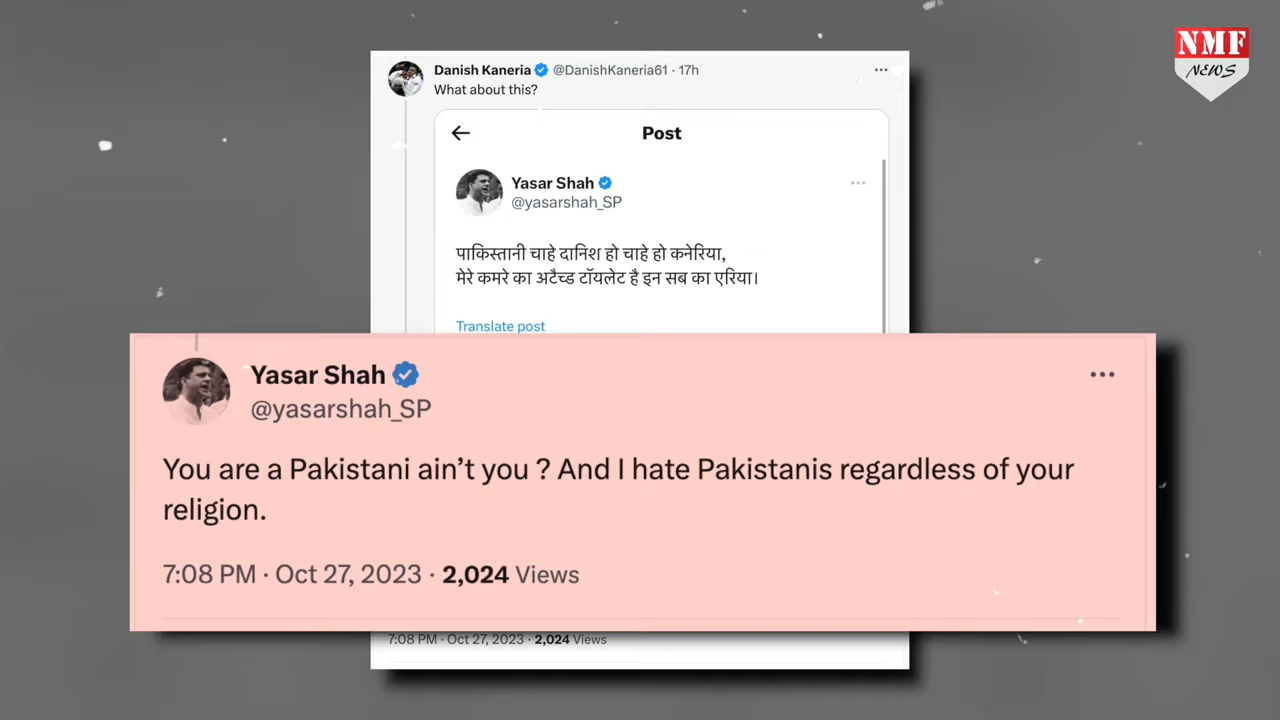 NMF
NEWS
Danish Kaneria @DanishKaneria61 · 17h
What about this?
Post
Yasar Shah
@yasarshah_SP
पाकिस्तानी चाहे दानिश हो चाहे हो कनेरिया,
मेरे कमरे का अटैच्ड टॉयलेट है इन सब का एरिया।
Translate post
Yasar Shah
@yasarshah_SP
You are a Pakistani ain’t you ? And I hate Pakistanis regardless of your
religion.
7:08 PM · Oct 27, 2023 · 2,024 Views
7:08 PM · Oct 27, 2023 · 2,024 Views